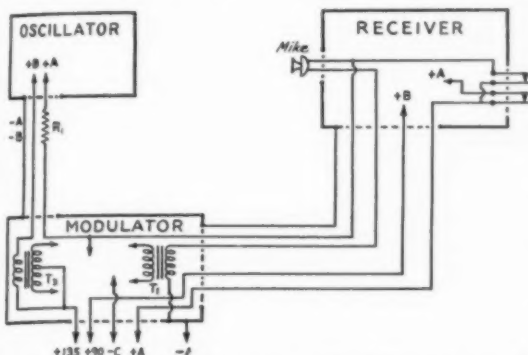 OSCILLATOR
+B +A
-A
-B
R₁
Mike
RECEIVER
+A
+B
MODULATOR
T₂
T₁
+135 +90 -C +A